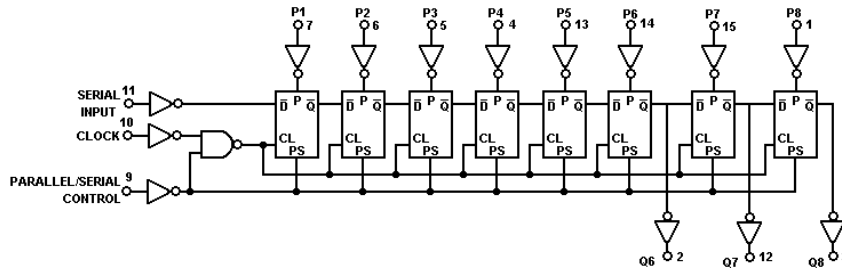 P1 P2 P3 P4 P5 P6 P7 P8
7 6 5 4 13 14 15 1
SERIAL INPUT 11
D̅ P Q̅ D̅ P Q̅ D̅ P Q̅ D̅ P Q̅ D̅ P Q̅ D̅ P Q̅ D̅ P Q̅ D̅ P Q̅
CLOCK 10
CL CL CL CL CL CL CL CL
PS PS PS PS PS PS PS PS
PARALLEL/SERIAL CONTROL 9
Q6 2 Q7 12 Q8